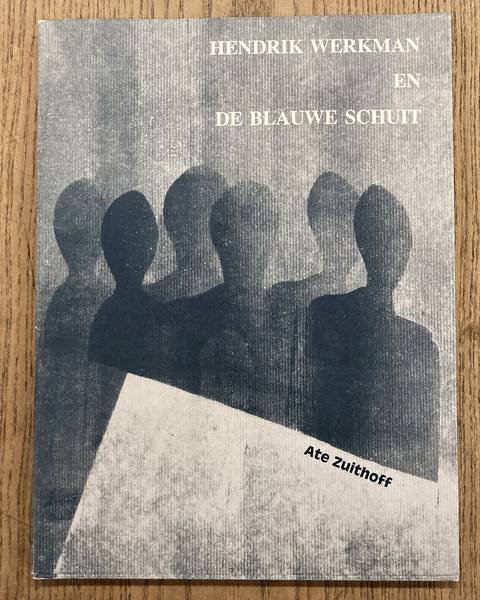 HENDRIK WERKMAN
EN
DE BLAUWE SCHUIT
Ate Zuithoff